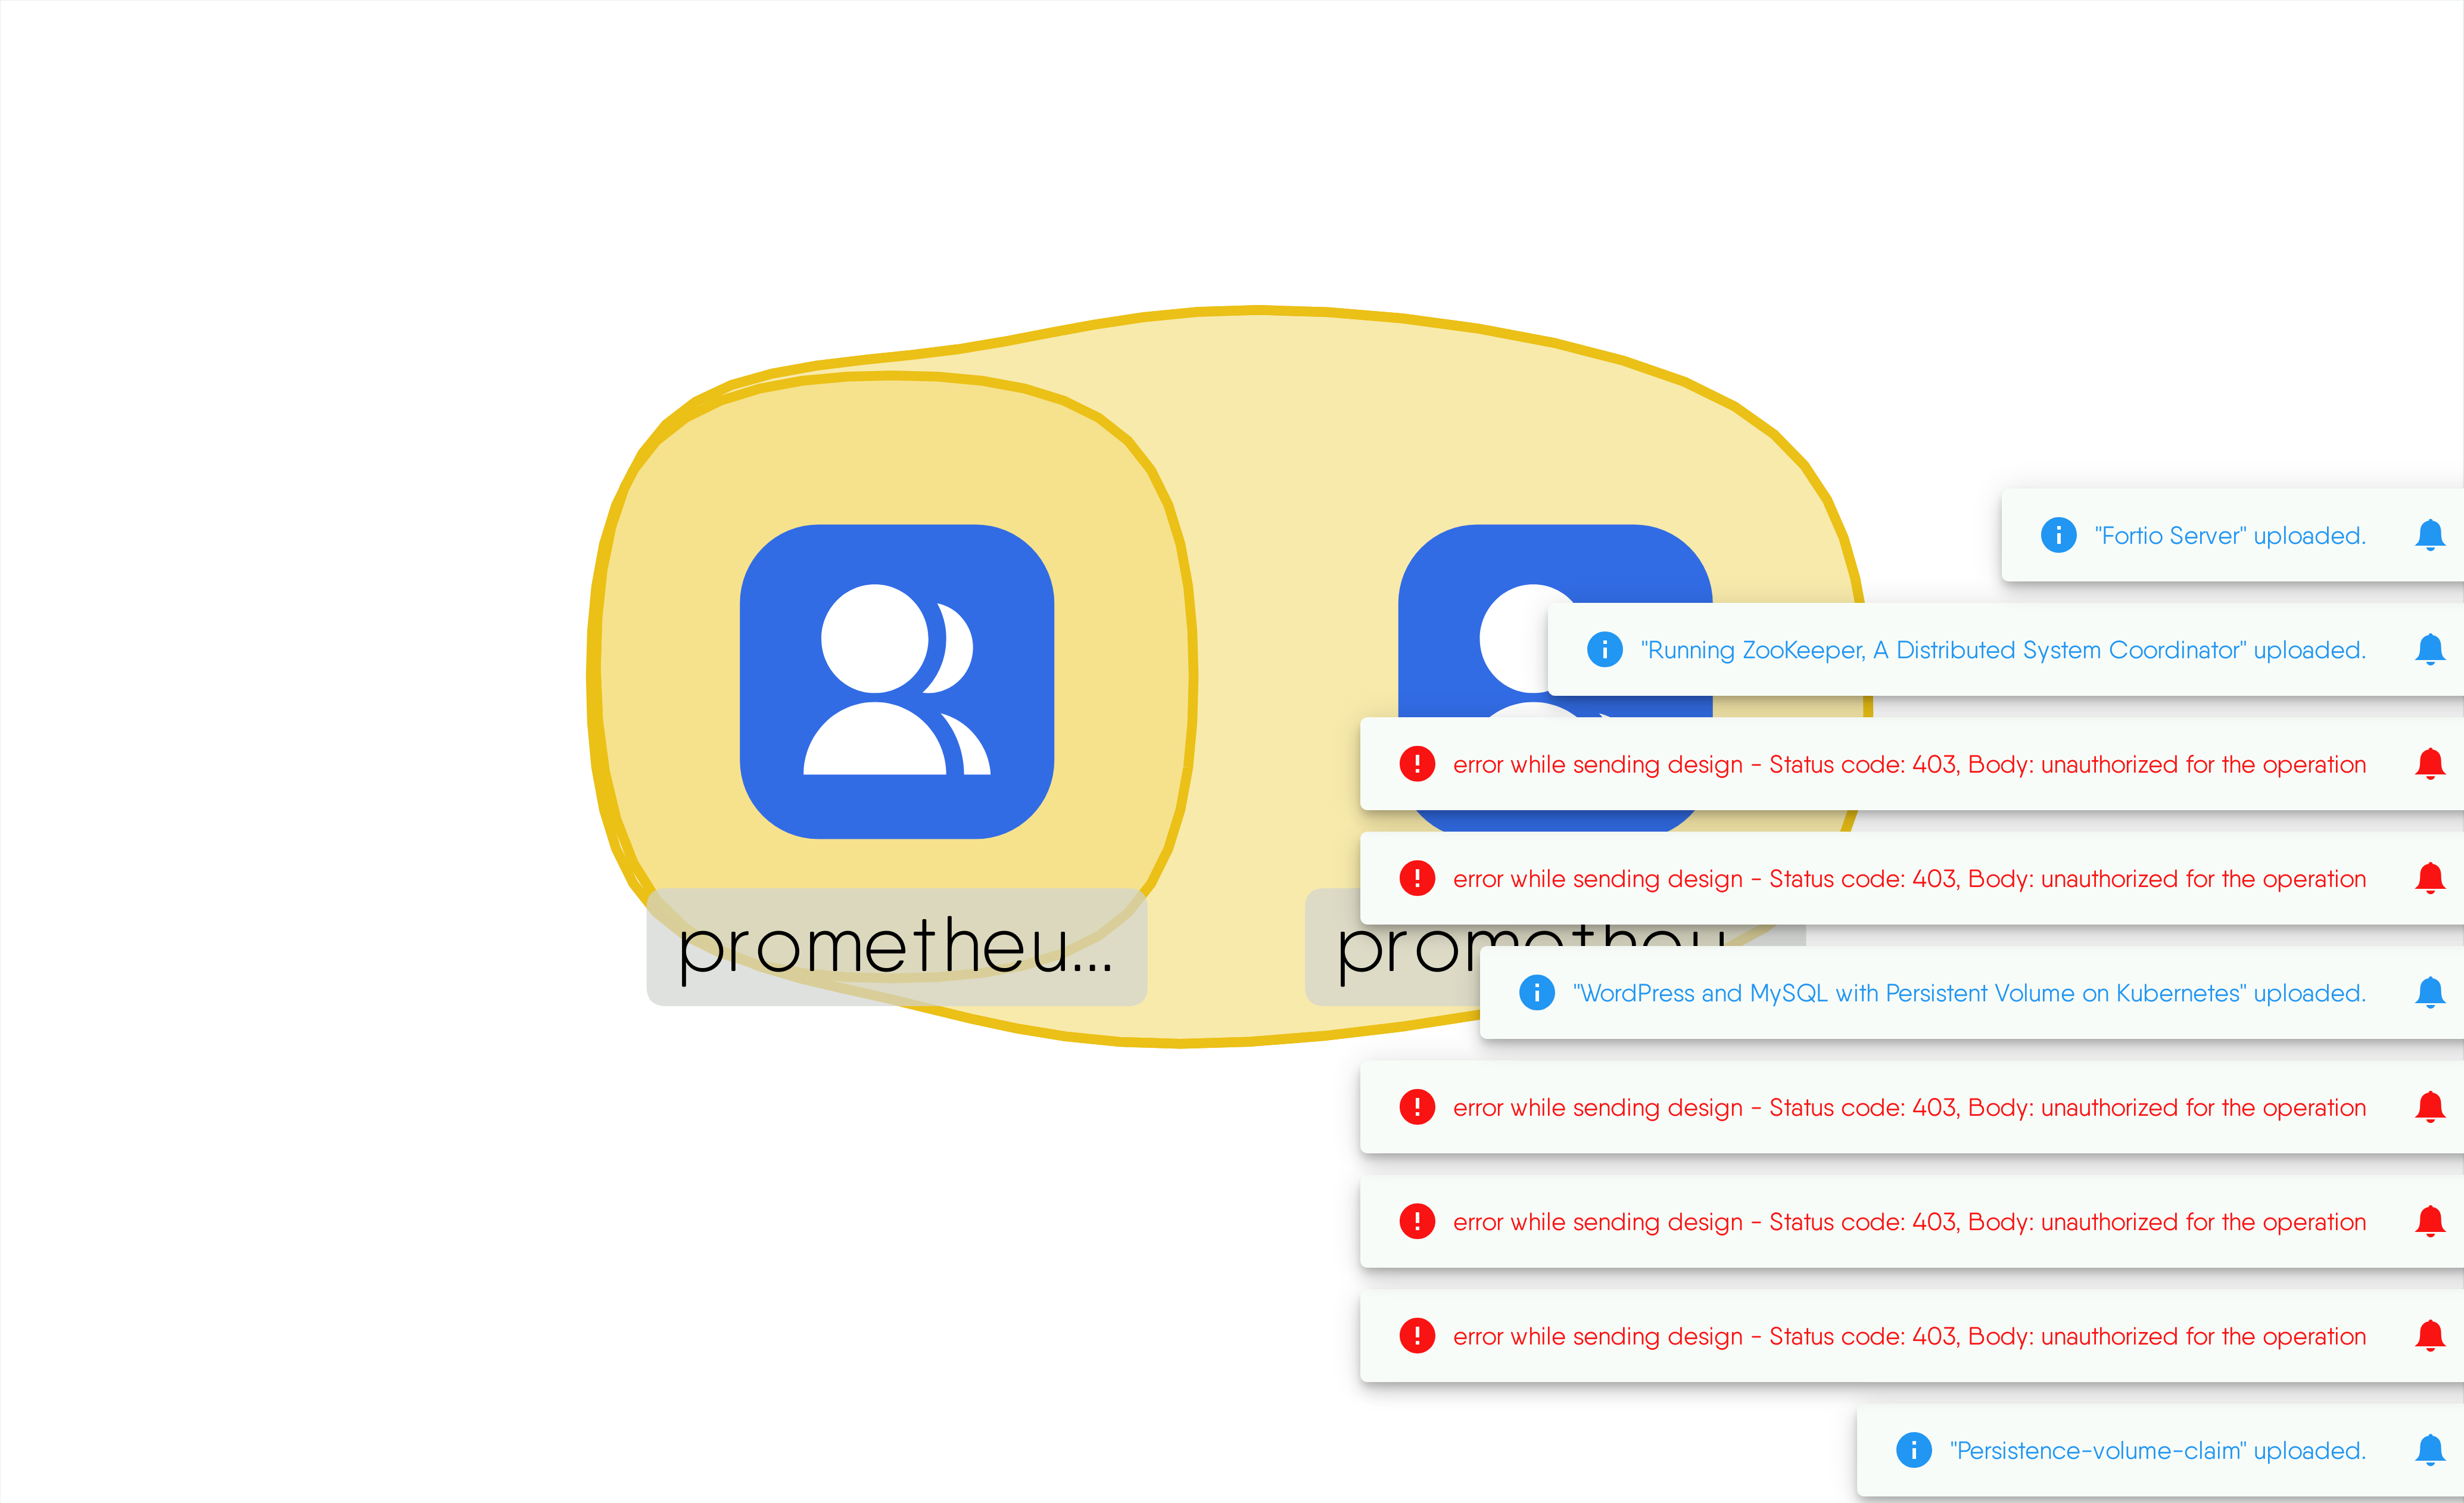 "Fortio Server" uploaded.
"Running ZooKeeper, A Distributed System Coordinator" uploaded.
error while sending design - Status code: 403, Body: unauthorized for the operation
error while sending design - Status code: 403, Body: unauthorized for the operation
prometheu...
prometheu
"WordPress and MySQL with Persistent Volume on Kubernetes" uploaded.
error while sending design - Status code: 403, Body: unauthorized for the operation
error while sending design - Status code: 403, Body: unauthorized for the operation
error while sending design - Status code: 403, Body: unauthorized for the operation
"Persistence-volume-claim" uploaded.